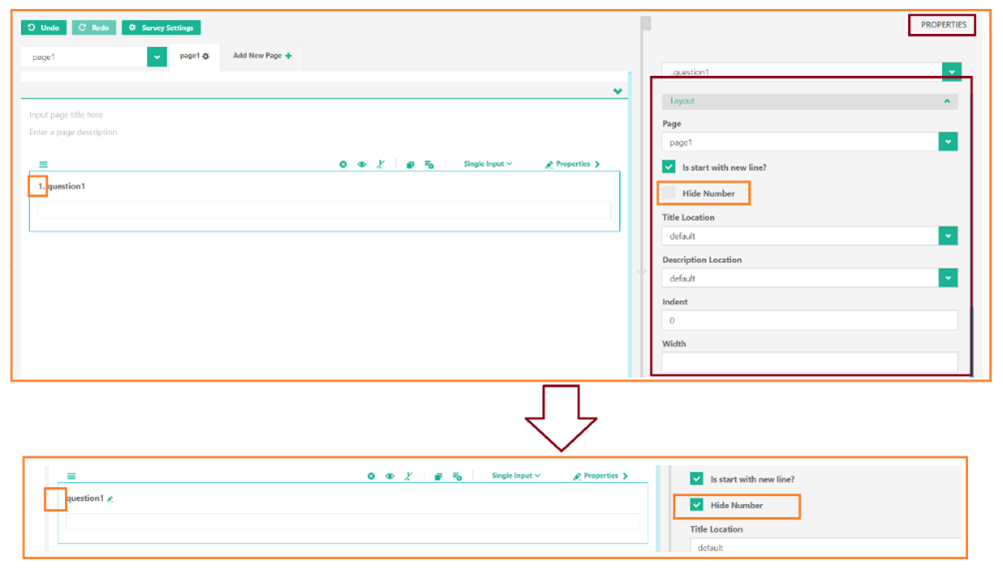 Undo Redo Survey Settings
PROPERTIES
page1 page1 Add New Page
question1
Layout
Input page title here
Enter a page description
Page
page1
Single Input Properties
Is start with new line?
1. question1
Hide Number
Title Location
default
Description Location
default
Indent
0
Width
Single Input Properties
Is start with new line?
question1
Hide Number
Title Location
default